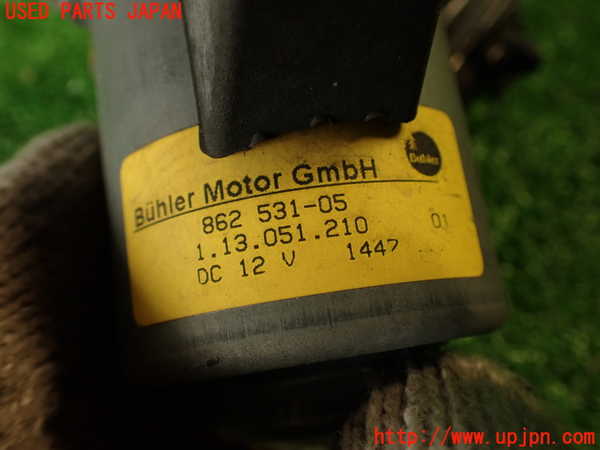 USED PARTS JAPAN
Bühler
Bühler Motor GmbH
862 531-05
1.13.051.210 01
DC 12 V 1447
http://www.upjpn.com/